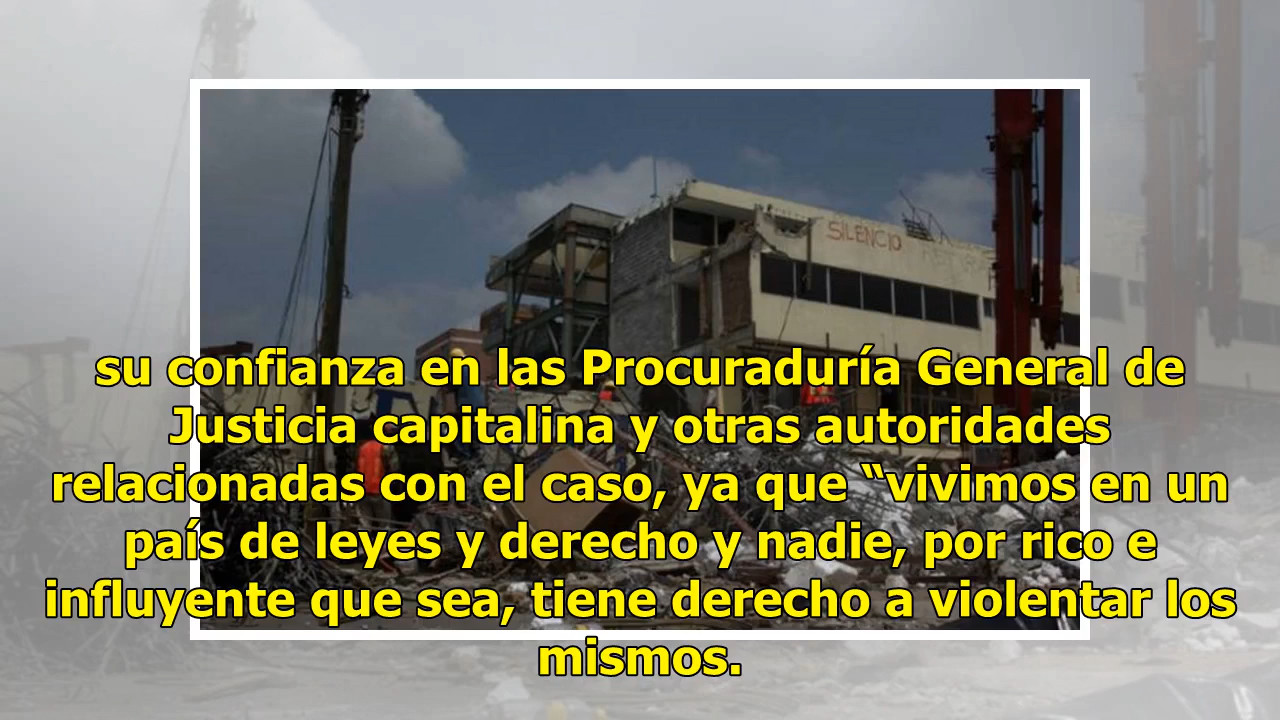 SILENCIO
su confianza en las Procuraduría General de
Justicia capitalina y otras autoridades
relacionadas con el caso, ya que “vivimos en un
país de leyes y derecho y nadie, por rico e
influyente que sea, tiene derecho a violentar los
mismos.